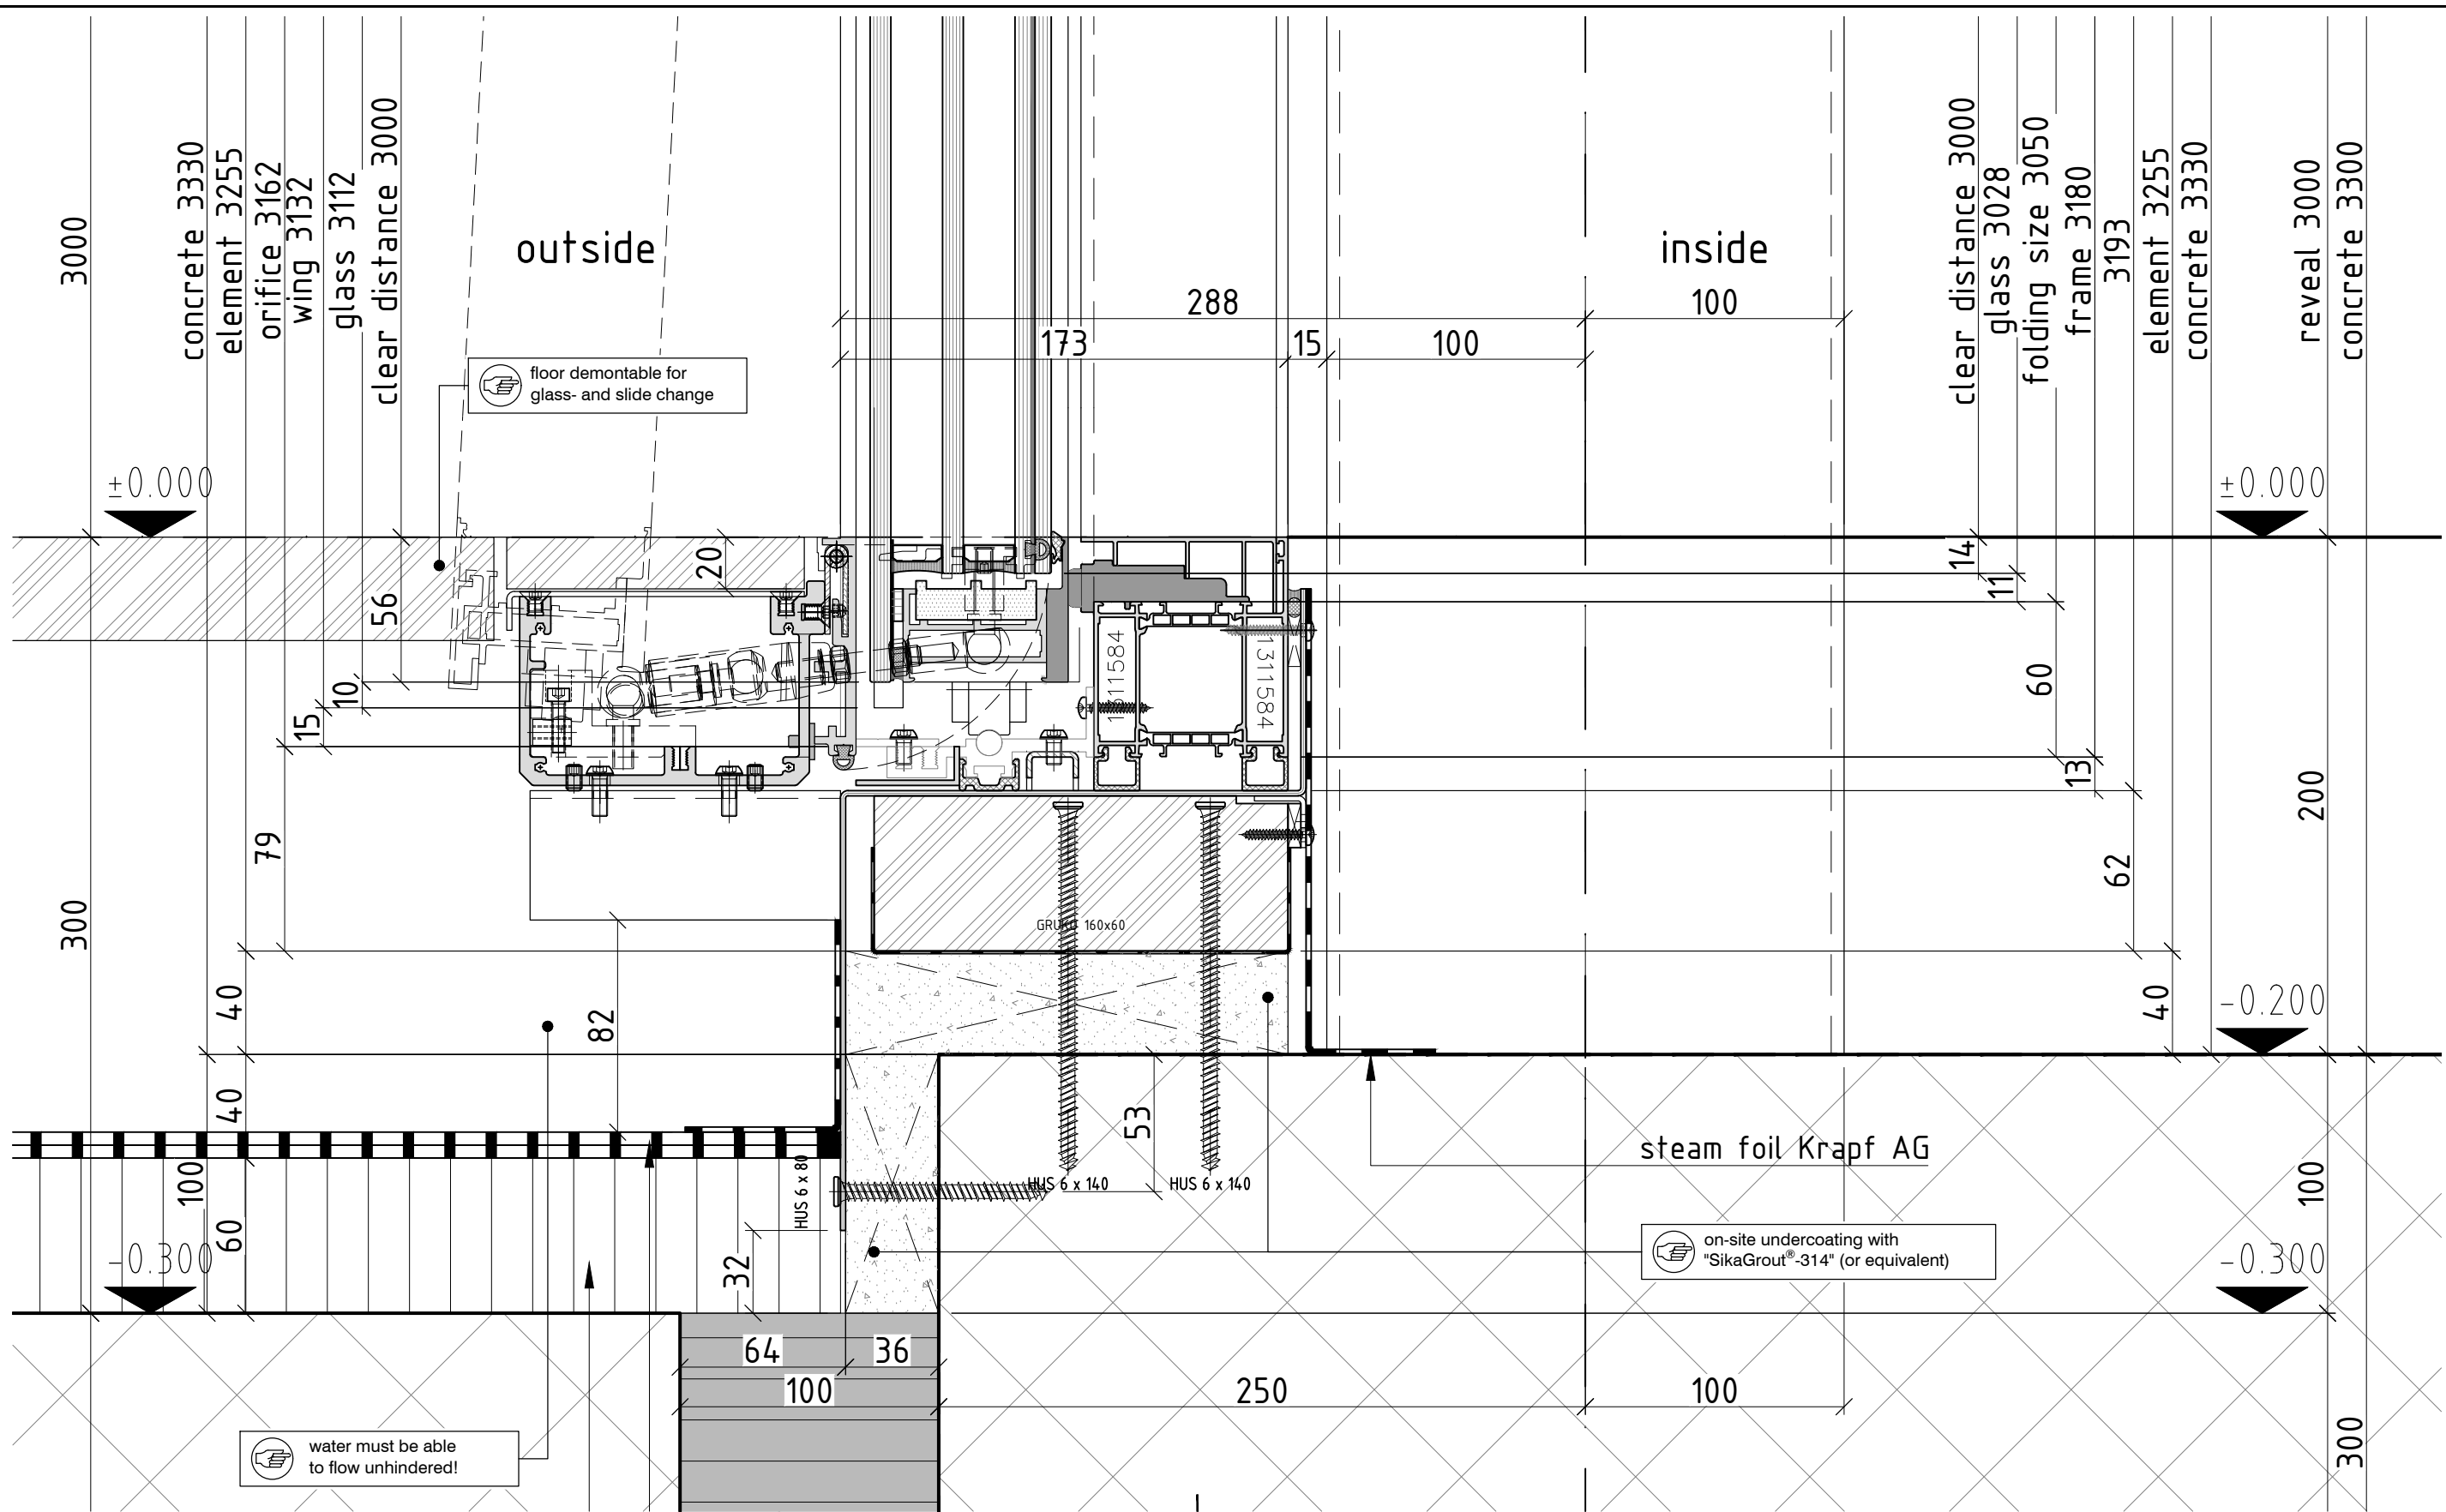 3000
concrete 3330
element 3255
orifice 3162
wing 3132
glass 3112
clear distance 3000
outside
inside
clear distance 3000
glass 3028
folding size 3050
frame 3180
3193
element 3255
concrete 3330
reveal 3000
concrete 3300
288
100
173
15
100
floor demontable for
glass- and slide change
±0.000
±0.000
20
56
10
15
79
300
40
82
40
100
60
-0.300
14
11
60
13
62
200
40
-0.200
100
-0.300
300
1311584
1311584
GRUKO 160x60
53
HUS 6 x 80
HUS 6 x 140
HUS 6 x 140
32
steam foil Krapf AG
on-site undercoating with
"SikaGrout®-314" (or equivalent)
64
36
100
250
100
water must be able
to flow unhindered!